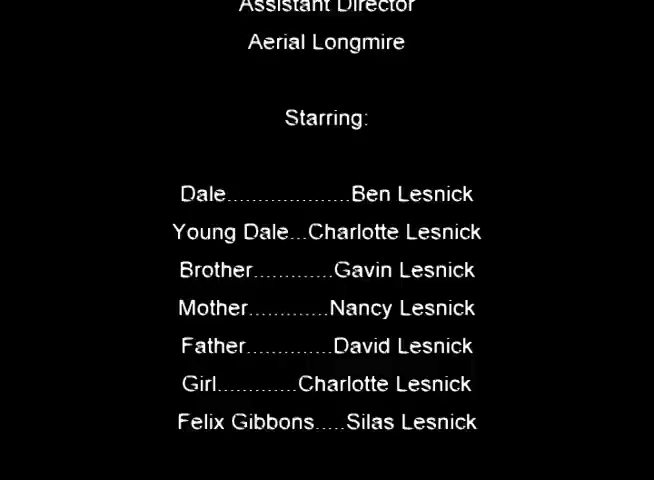 Assistant Director
Aerial Longmire
Starring:
Dale....................Ben Lesnick
Young Dale...Charlotte Lesnick
Brother.............Gavin Lesnick
Mother.............Nancy Lesnick
Father..............David Lesnick
Girl.............Charlotte Lesnick
Felix Gibbons.....Silas Lesnick